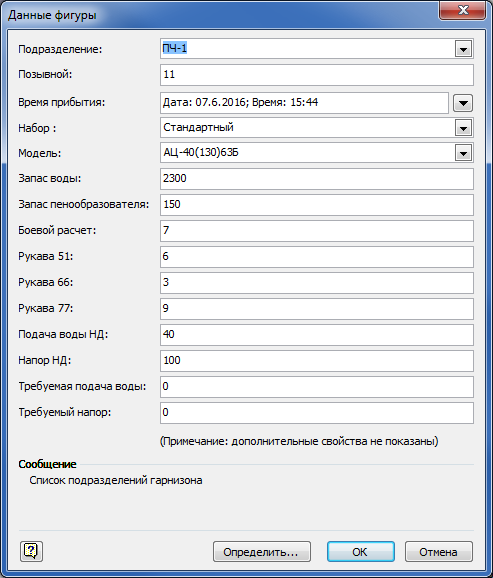 Данные фигуры
Подразделение: ПЧ-1
Позывной: 11
Время прибытия: Дата: 07.6.2016; Время: 15:44
Набор : Стандартный
Модель: АЦ-40(130)63Б
Запас воды: 2300
Запас пенообразователя: 150
Боевой расчет: 7
Рукава 51: 6
Рукава 66: 3
Рукава 77: 9
Подача воды НД: 40
Напор НД: 100
Требуемая подача воды: 0
Требуемый напор: 0
(Примечание: дополнительные свойства не показаны)
Сообщение
Список подразделений гарнизона
? Определить... ОК Отмена